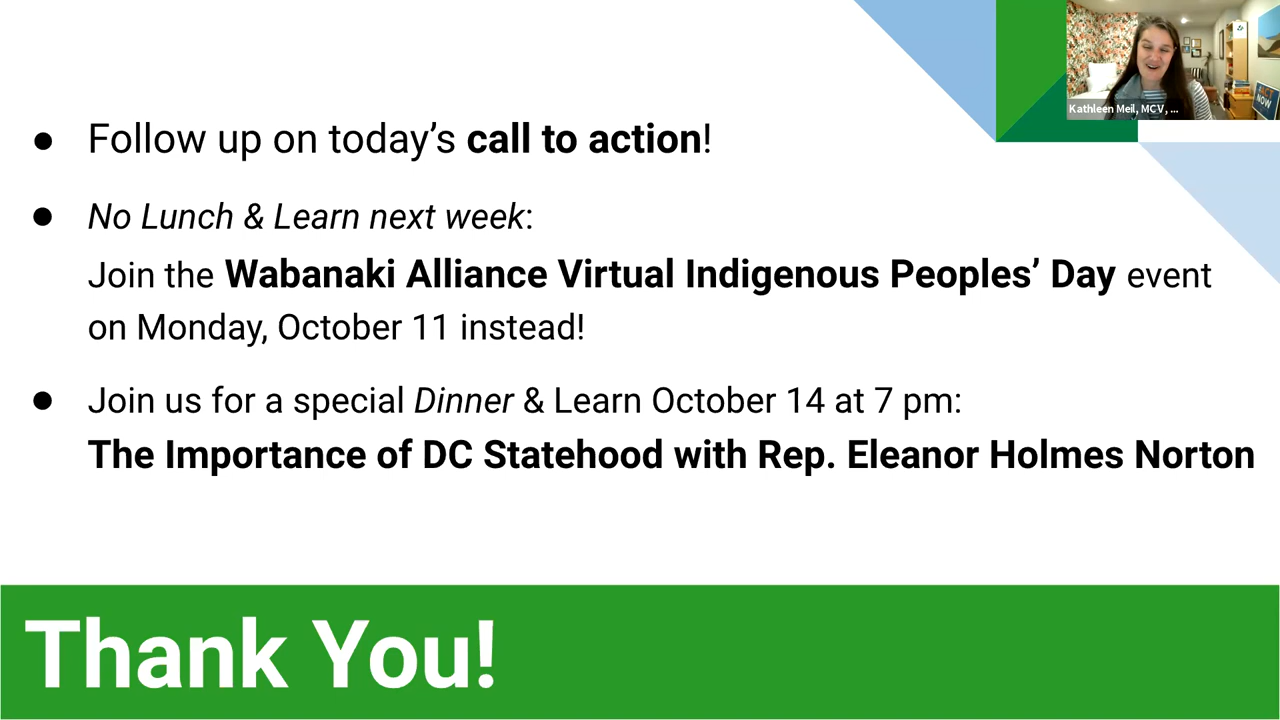 Kathleen Meil, MCV, ...
● Follow up on today’s call to action!
● No Lunch & Learn next week:
Join the Wabanaki Alliance Virtual Indigenous Peoples’ Day event
on Monday, October 11 instead!
● Join us for a special Dinner & Learn October 14 at 7 pm:
The Importance of DC Statehood with Rep. Eleanor Holmes Norton
Thank You!